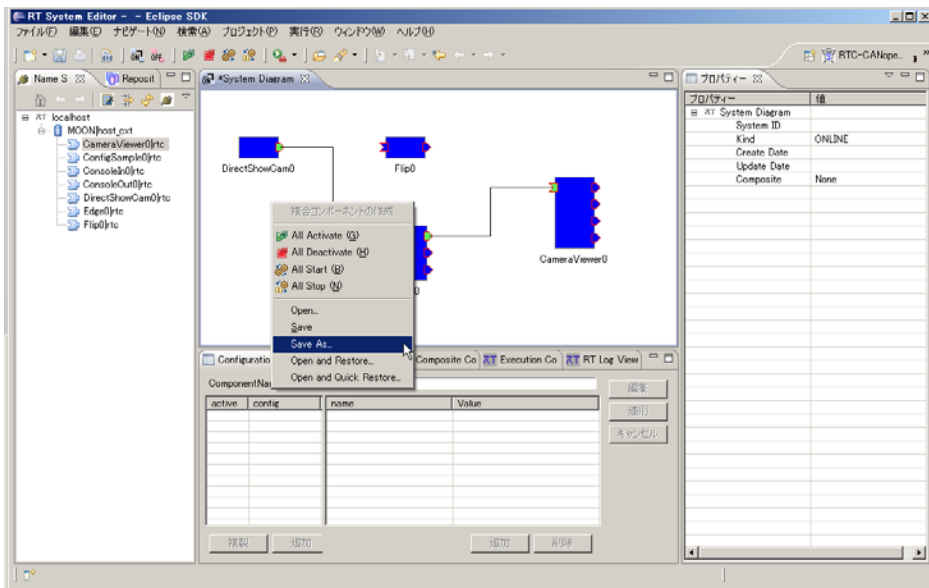 RT System Editor - - Eclipse SDK
ファイル(F) 編集(E) ナビゲート(N) 検索(A) プロジェクト(P) 実行(R) ウィンドウ(W) ヘルプ(H)
RTC-CANope...
Name S
Reposit
*System Diagram
プロパティー
localhost
MOON|host_cxt
CameraViewer0|rtc
ConfigSample0|rtc
ConsoleIn0|rtc
ConsoleOut0|rtc
DirectShowCam0|rtc
Edge0|rtc
Flip0|rtc
DirectShowCam0
Flip0
CameraViewer0
複合コンポーネントの作成
All Activate (G)
All Deactivate (H)
All Start (B)
All Stop (N)
Open...
Save
Save As...
Open and Restore...
Open and Quick Restore...
プロパティー 値
System Diagram
System ID
Kind ONLINE
Create Date
Update Date
Composite None
Configuratio
Composite Co
Execution Co
RT Log View
ComponentNa
編集
適用
キャンセル
active config name Value
複製 追加 追加 削除